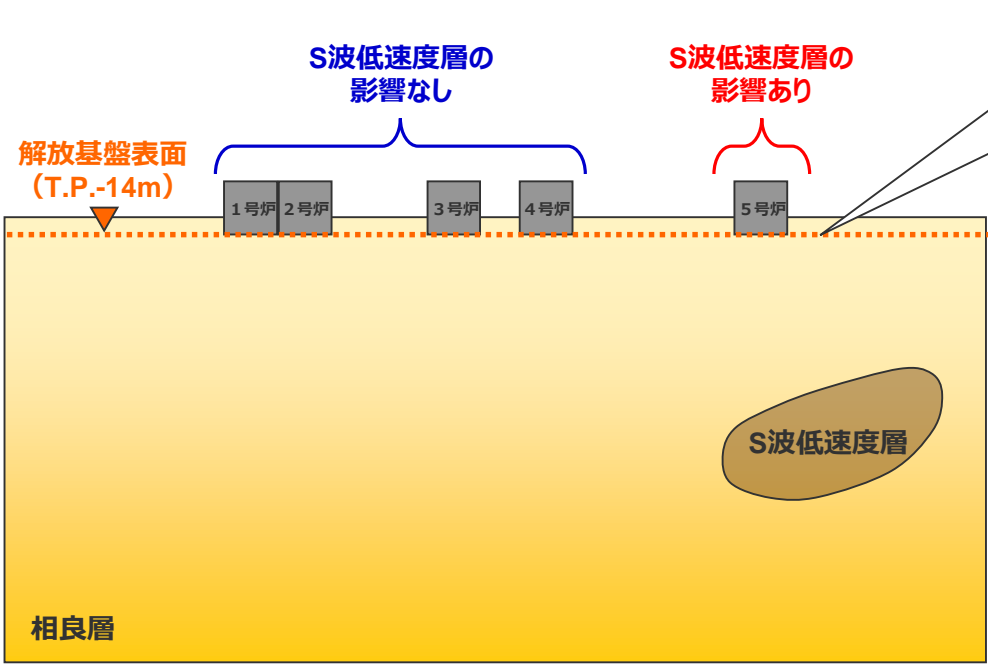 S波低速度層の
影響なし
S波低速度層の
影響あり
解放基盤表面
（T.P.-14m）
1号炉
2号炉
3号炉
4号炉
5号炉
S波低速度層
相良層